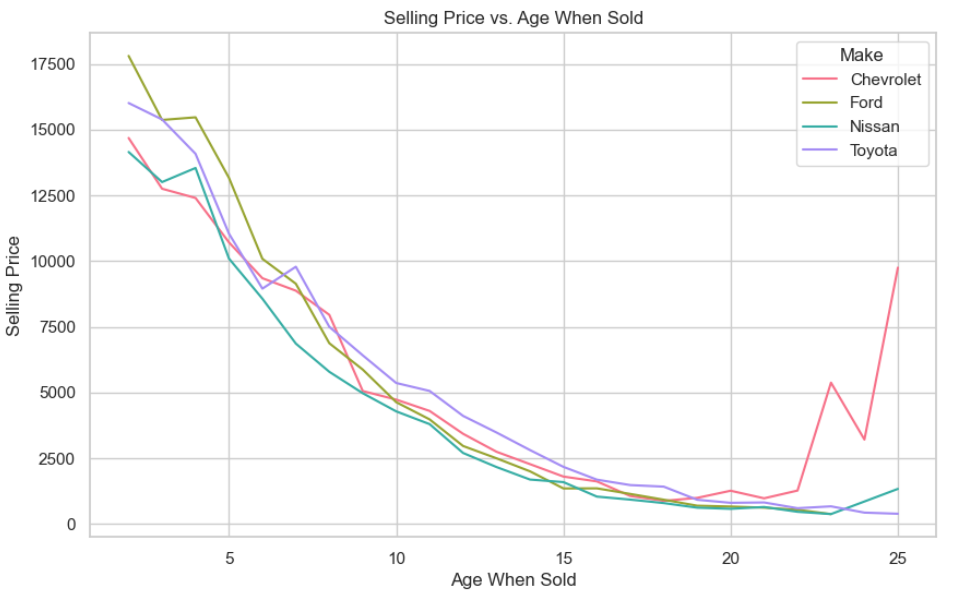 Selling Price vs. Age When Sold
Make
Chevrolet
Ford
Nissan
Toyota
Selling Price
17500
15000
12500
10000
7500
5000
2500
0
5
10
15
20
25
Age When Sold